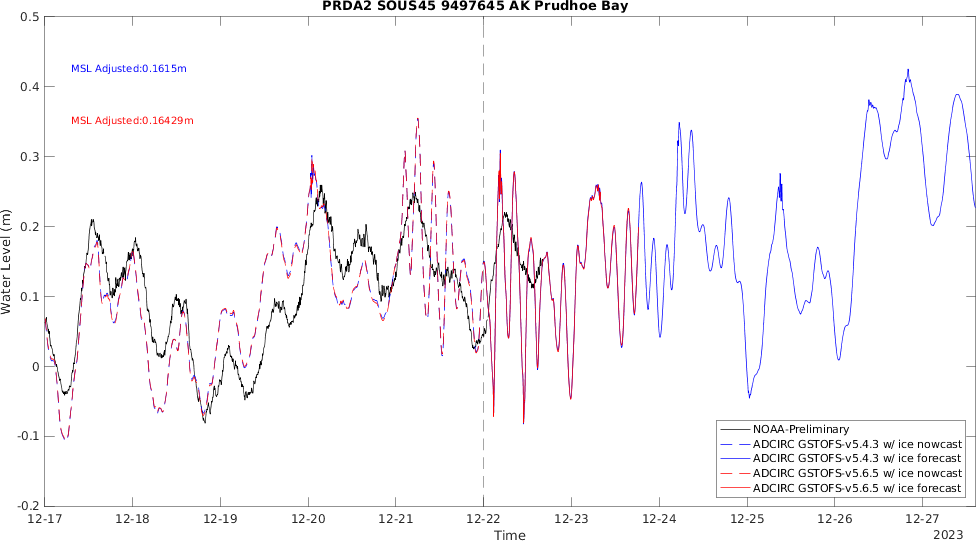 PRDA2 SOUS45 9497645 AK Prudhoe Bay
0.5
0.4
0.3
0.2
0.1
0
-0.1
-0.2
Water Level (m)
MSL Adjusted:0.1615m
MSL Adjusted:0.16429m
NOAA-Preliminary
ADCIRC GSTOFS-v5.4.3 w/ ice nowcast
ADCIRC GSTOFS-v5.4.3 w/ ice forecast
ADCIRC GSTOFS-v5.6.5 w/ ice nowcast
ADCIRC GSTOFS-v5.6.5 w/ ice forecast
12-17 12-18 12-19 12-20 12-21 12-22 12-23 12-24 12-25 12-26 12-27
Time
2023